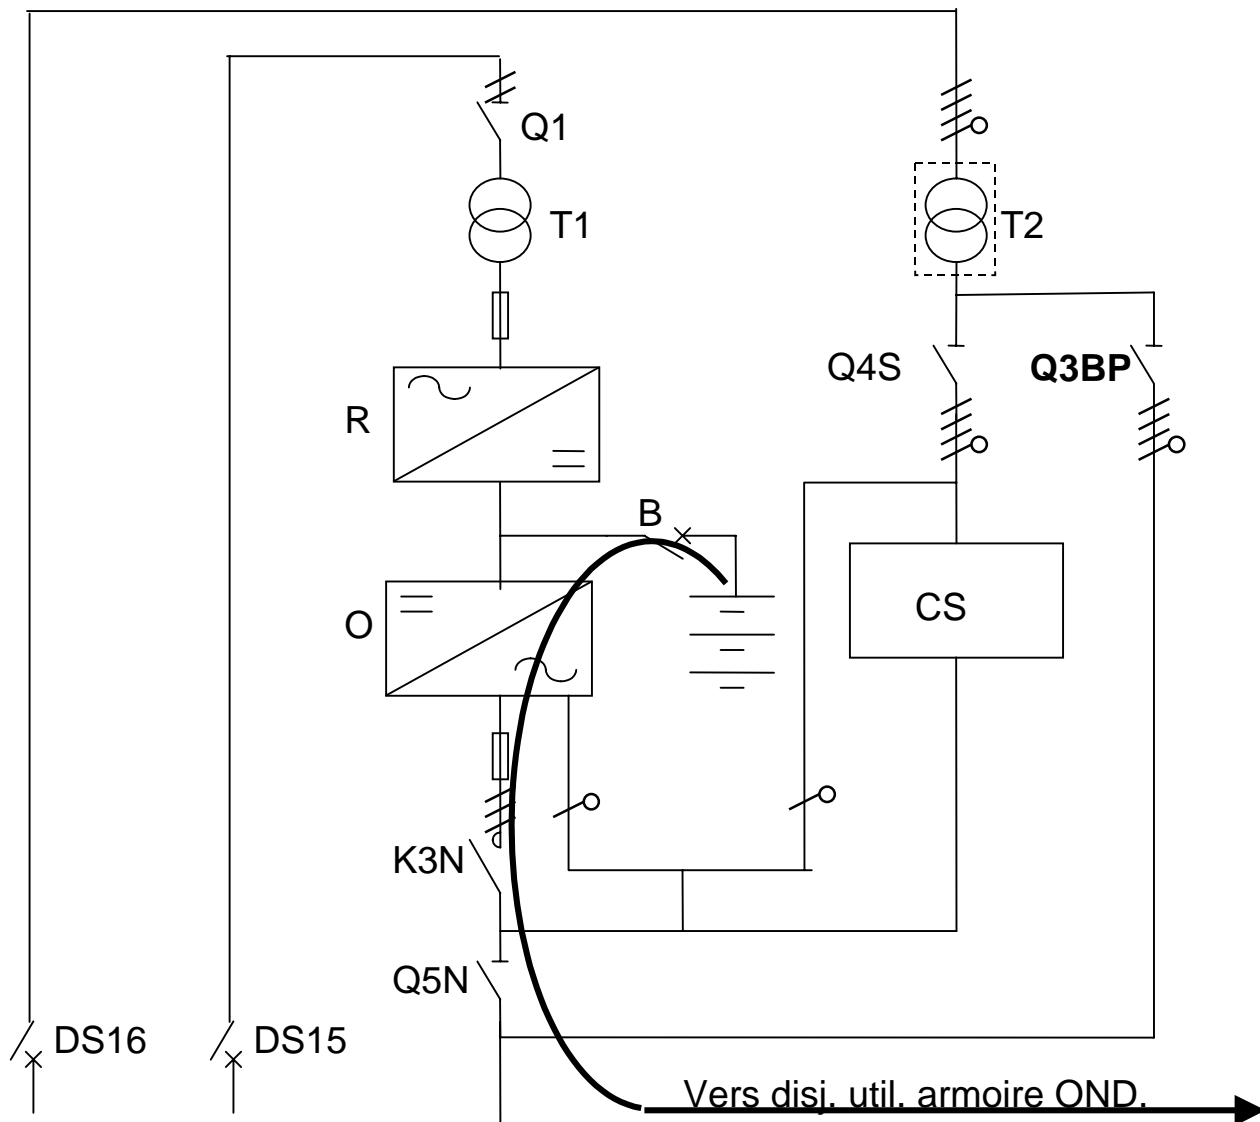 Q1
T1
T2
Q4S
Q3BP
R
B
O
CS
K3N
Q5N
DS16
DS15
Vers disj. util. armoire OND.